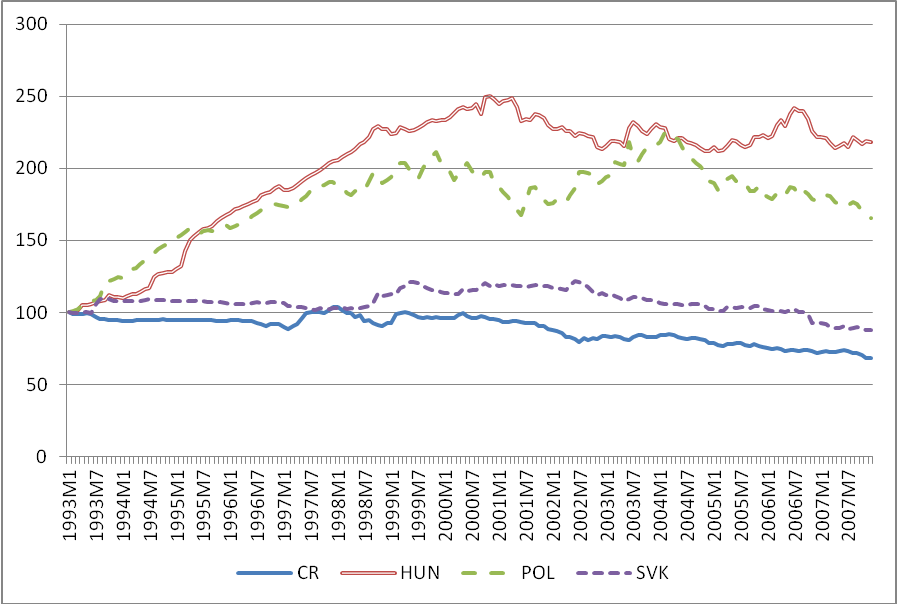 300
250
200
150
100
50
0
1993M1
1993M7
1994M1
1994M7
1995M1
1995M7
1996M1
1996M7
1997M1
1997M7
1998M1
1998M7
1999M1
1999M7
2000M1
2000M7
2001M1
2001M7
2002M1
2002M7
2003M1
2003M7
2004M1
2004M7
2005M1
2005M7
2006M1
2006M7
2007M1
2007M7
CR HUN POL SVK